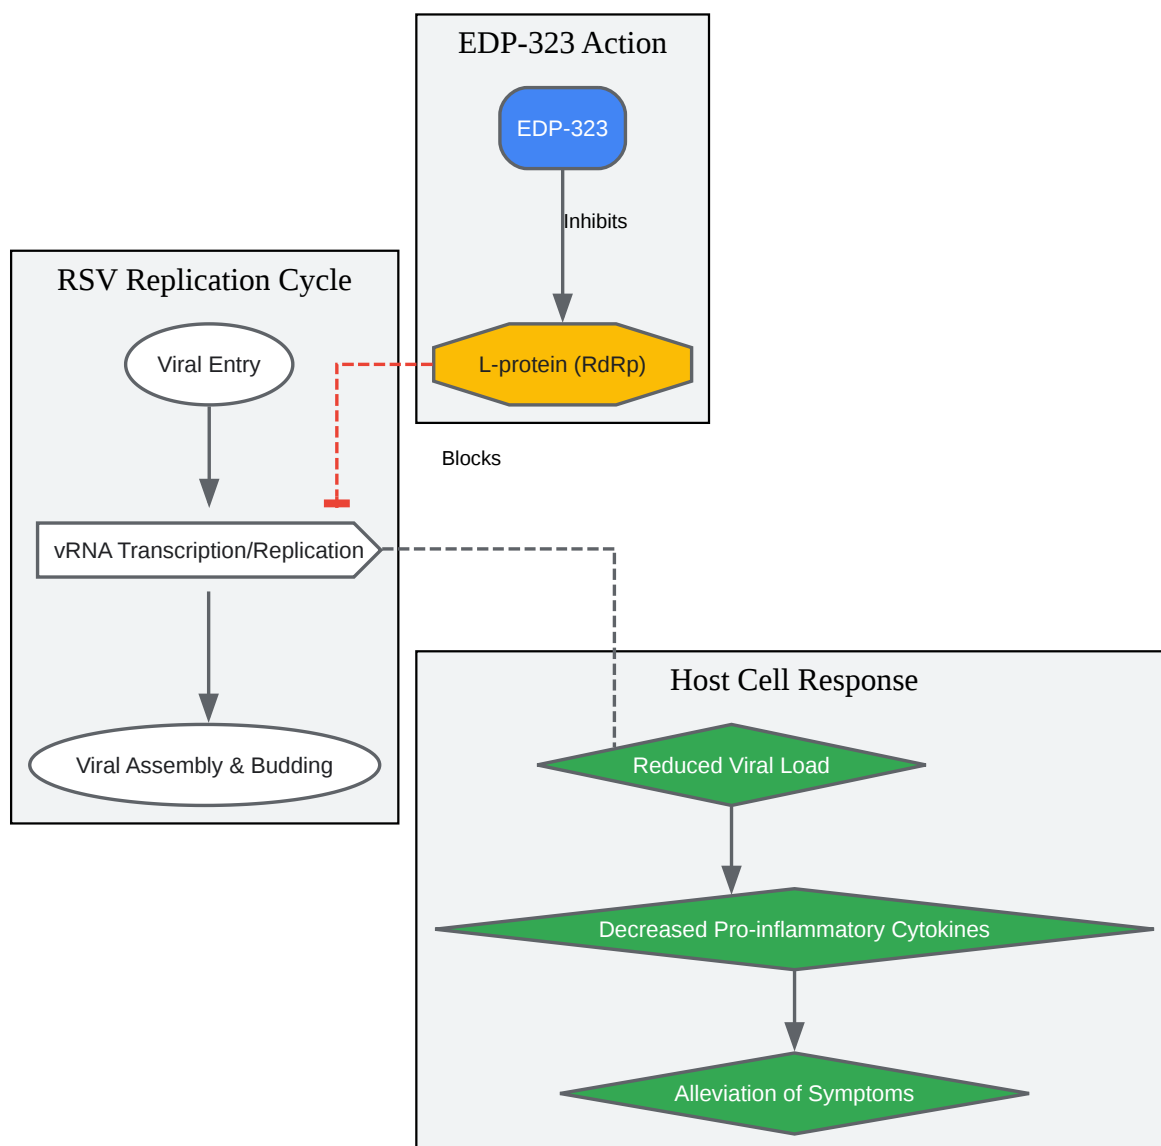 EDP-323 Action
EDP-323
Inhibits
L-protein (RdRp)
Blocks
RSV Replication Cycle
Viral Entry
vRNA Transcription/Replication
Viral Assembly & Budding
Host Cell Response
Reduced Viral Load
Decreased Pro-inflammatory Cytokines
Alleviation of Symptoms